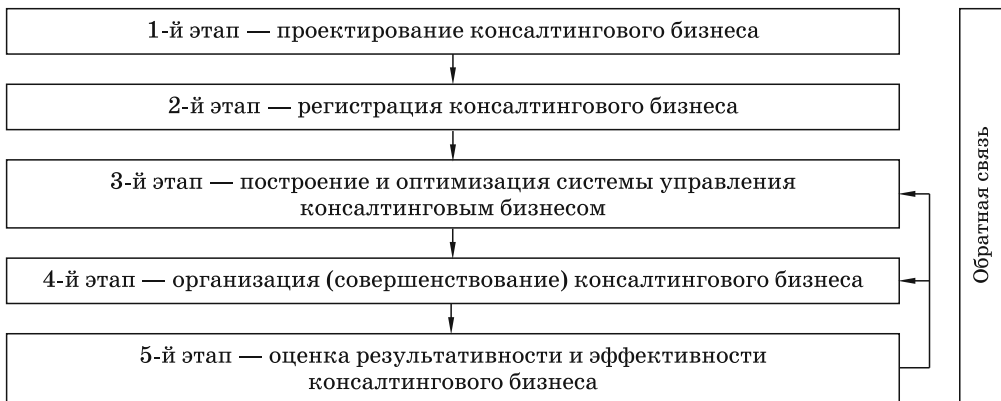 1-й этап — проектирование консалтингового бизнеса
2-й этап — регистрация консалтингового бизнеса
3-й этап — построение и оптимизация системы управления
консалтинговым бизнесом
4-й этап — организация (совершенствование) консалтингового бизнеса
5-й этап — оценка результативности и эффективности
консалтингового бизнеса
Обратная связь